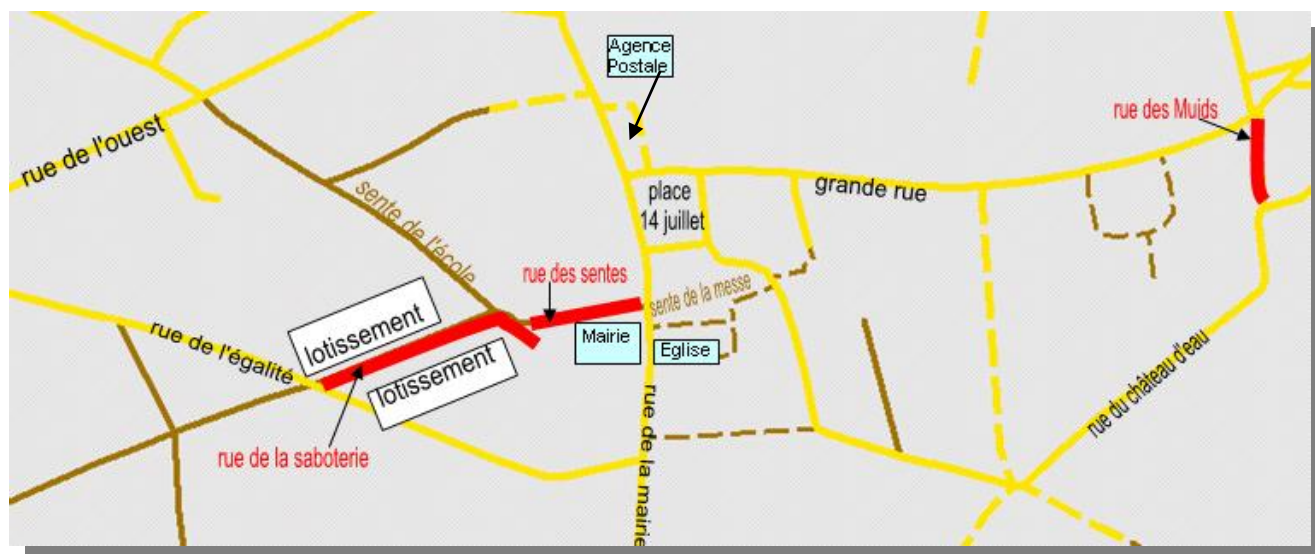 Agence
Postale
rue des Muids
rue de l'ouest
grande rue
place
14 juillet
sente de l'école
rue des sentes
sente de la messe
lotissement
rue de l'égalité
Mairie
Eglise
lotissement
rue du château d'eau
rue de la saboterie
rue de la mairie